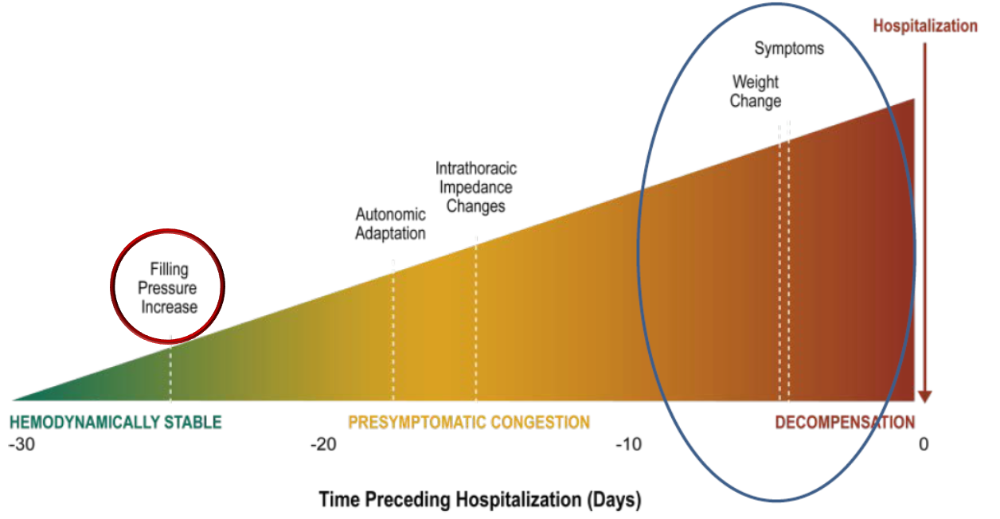 Hospitalization
Symptoms
Weight
Change
Intrathoracic
Impedance
Changes
Autonomic
Adaptation
Filling
Pressure
Increase
HEMODYNAMICALLY STABLE
PRESYMPTOMATIC CONGESTION
DECOMPENSATION
-30
-20
-10
0
Time Preceding Hospitalization (Days)